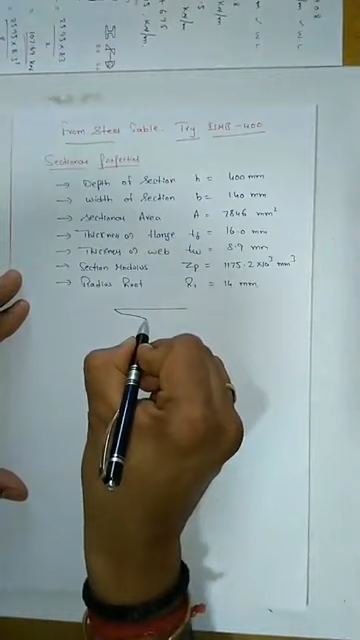 From Steel Table. Try ISMB-400
Sectional Properties
→ Depth of Section h = 400 mm
→ width of Section b = 140 mm
→ Sectional Area A = 7846 mm²
→ Thickness of flange tf = 16.0 mm
→ Thickness of web tw = 8.9 mm
→ Section Modulus Zp = 1175.2 × 10³ mm³
→ Radius Root R1 = 14 mm